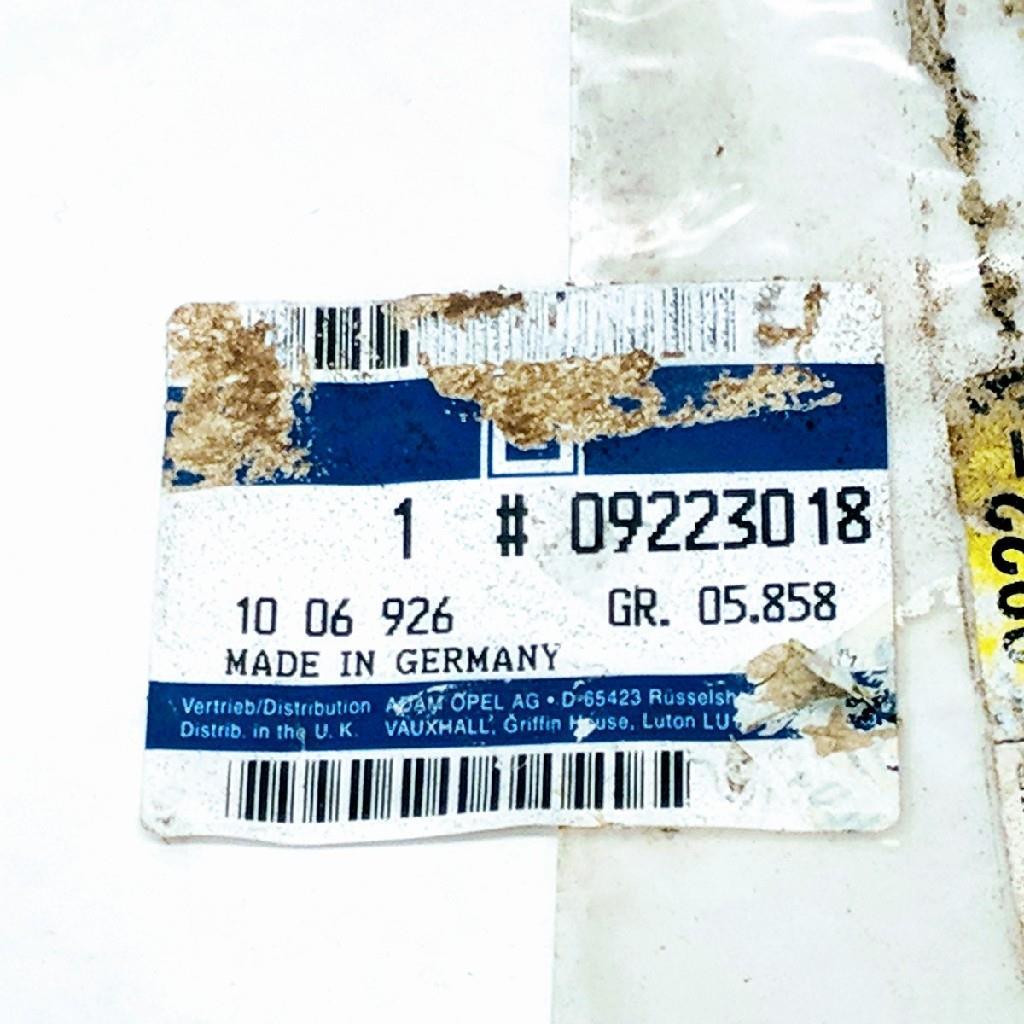 1 # 09223018
10 06 926 GR. 05.858
MADE IN GERMANY
Vertrieb/Distribution ADAM OPEL AG • D-65423 Rüsselsh
Distrib. in the U. K. VAUXHALL, Griffin House, Luton LU